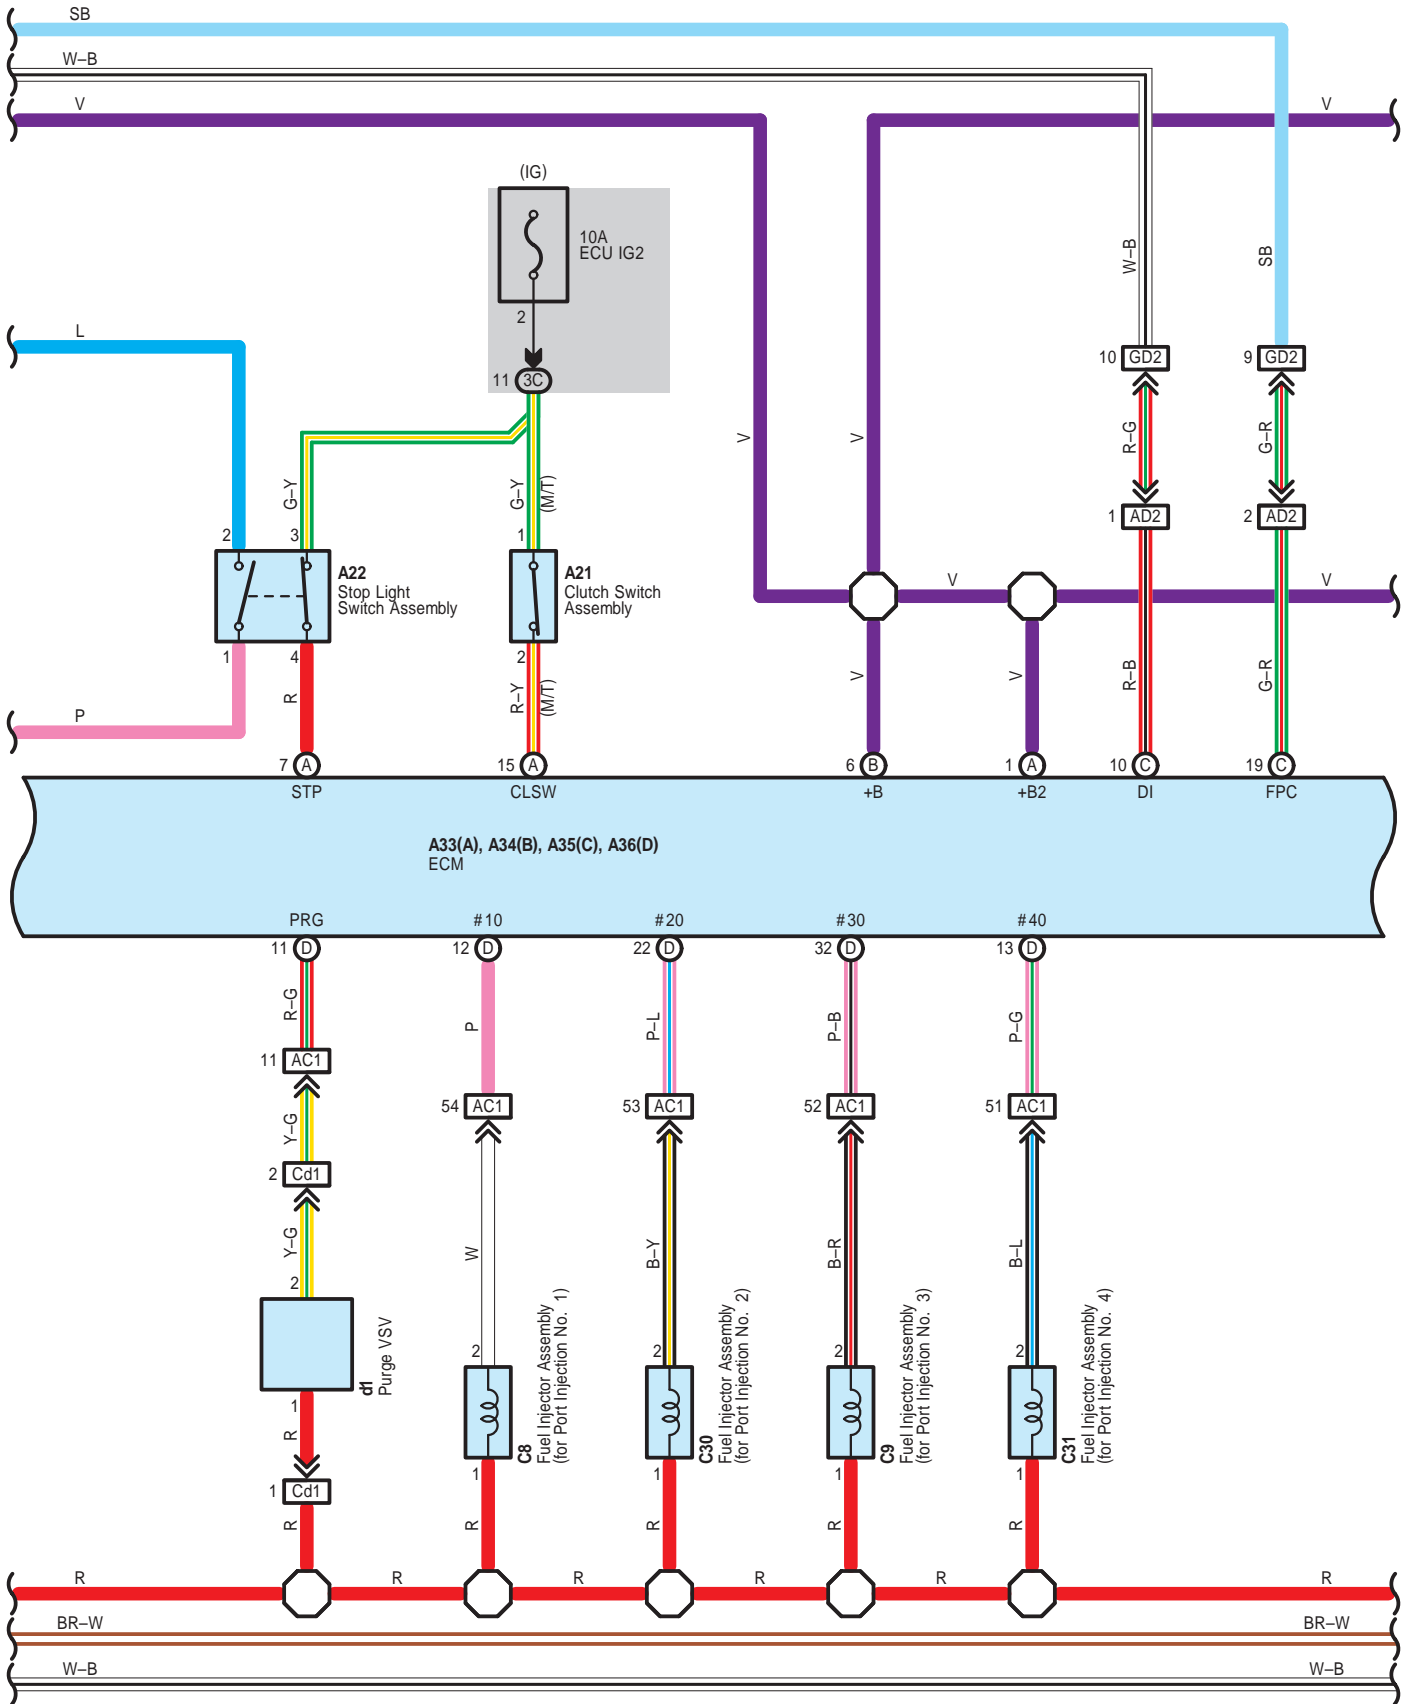 SB
W–B
V
V
(IG)
10A
ECU IG2
2
11 3C
W–B
SB
L
10 GD2
9 GD2
V
V
R–G
G–R
G–Y
G–Y
(M/T)
1 AD2
2 AD2
2
3
1
A22
Stop Light
Switch Assembly
A21
Clutch Switch
Assembly
V
V
1
4
2
R
R–Y
(M/T)
V
V
R–B
G–R
P
7 A
15 A
6 B
1 A
10 C
19 C
STP
CLSW
+B
+B2
DI
FPC
A33(A), A34(B), A35(C), A36(D)
ECM
PRG
#10
#20
#30
#40
11 D
12 D
22 D
32 D
13 D
R–G
P
P–L
P–B
P–G
11 AC1
54 AC1
53 AC1
52 AC1
51 AC1
Y–G
2 Cd1
Y–G
W
B–Y
B–R
B–L
2
2
2
2
2
d1
Purge VSV
C8
Fuel Injector Assembly
(for Port Injection No. 1)
C30
Fuel Injector Assembly
(for Port Injection No. 2)
C9
Fuel Injector Assembly
(for Port Injection No. 3)
C31
Fuel Injector Assembly
(for Port Injection No. 4)
1
R
1
1
1
1
1 Cd1
R
R
R
R
R
R
R
R
R
R
R
BR–W
BR–W
W–B
W–B